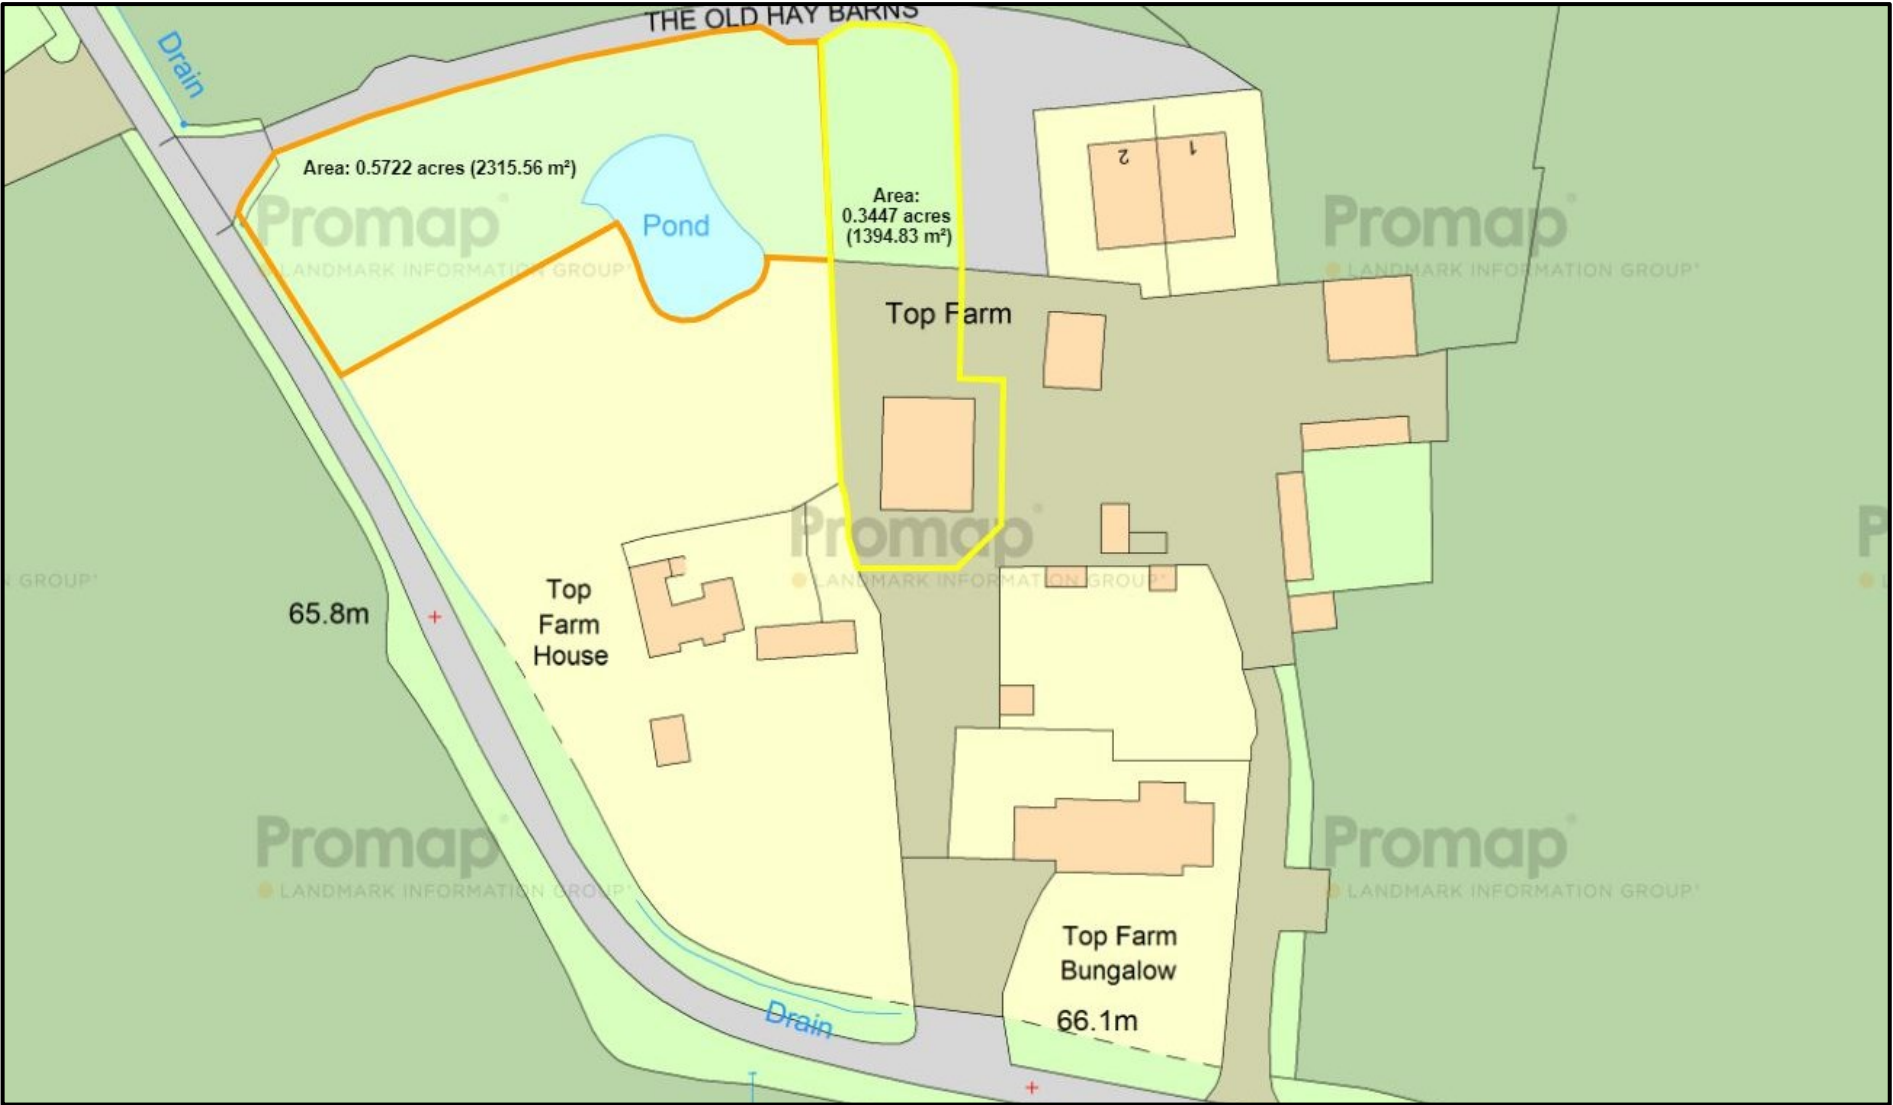 THE OLD HAY BARNS
Drain
Area: 0.5722 acres (2315.56 m²)
Area:
0.3447 acres
(1394.83 m²)
2
1
Promap
LANDMARK INFORMATION GROUP
Pond
Promap
LANDMARK INFORMATION GROUP
Top Farm
Promap
LANDMARK INFORMATION GROUP
P
N GROUP
65.8m
Top
Farm
House
Promap
LANDMARK INFORMATION GROUP
Promap
LANDMARK INFORMATION GROUP
Top Farm
Bungalow
66.1m
Drain